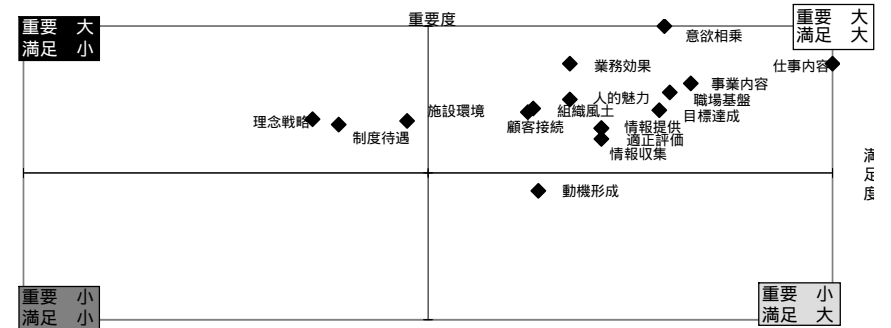 重要　大
満足　小
重要度
重要　大
満足　大
意欲相乗
業務効果
仕事内容
事業内容
人的魅力
職場基盤
施設環境
組織風土
目標達成
理念戦略
顧客接続
情報提供
制度待遇
適正評価
情報収集
満足度
動機形成
重要　小
満足　小
重要　小
満足　大